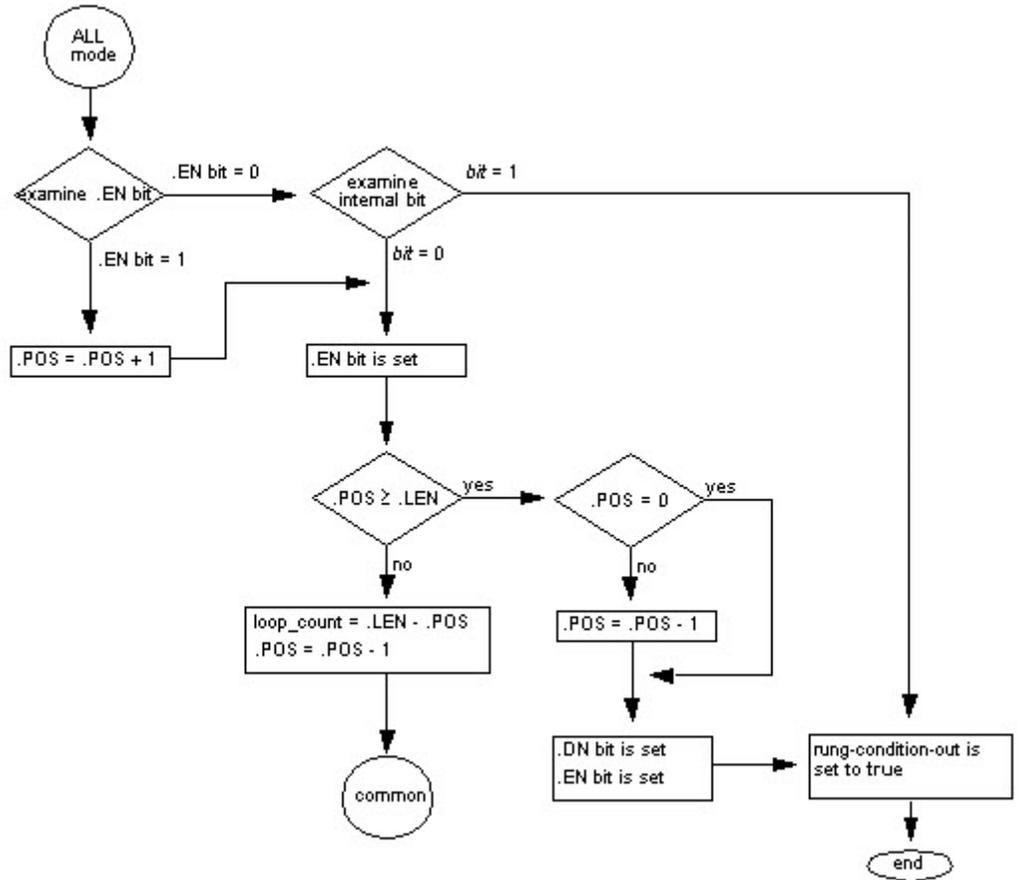 ALL
mode
.EN bit = 0
bit = 1
examine .EN bit
examine
internal bit
.EN bit = 1
bit = 0
.POS = .POS + 1
.EN bit is set
.POS ≥ .LEN
yes
.POS = 0
yes
no
no
loop_count = .LEN - .POS
.POS = .POS - 1
.POS = .POS - 1
.DN bit is set
.EN bit is set
rung-condition-out is
set to true
common
end